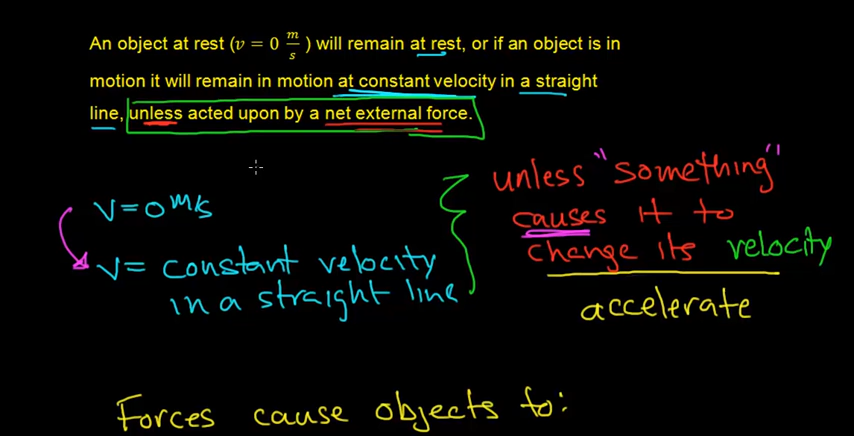 An object at rest (v = 0 m/s) will remain at rest, or if an object is in
motion it will remain in motion at constant velocity in a straight
line, unless acted upon by a net external force.
unless "something"
causes it to
change its velocity
accelerate
v = 0 m/s
v = constant velocity
in a straight line
Forces cause objects to: